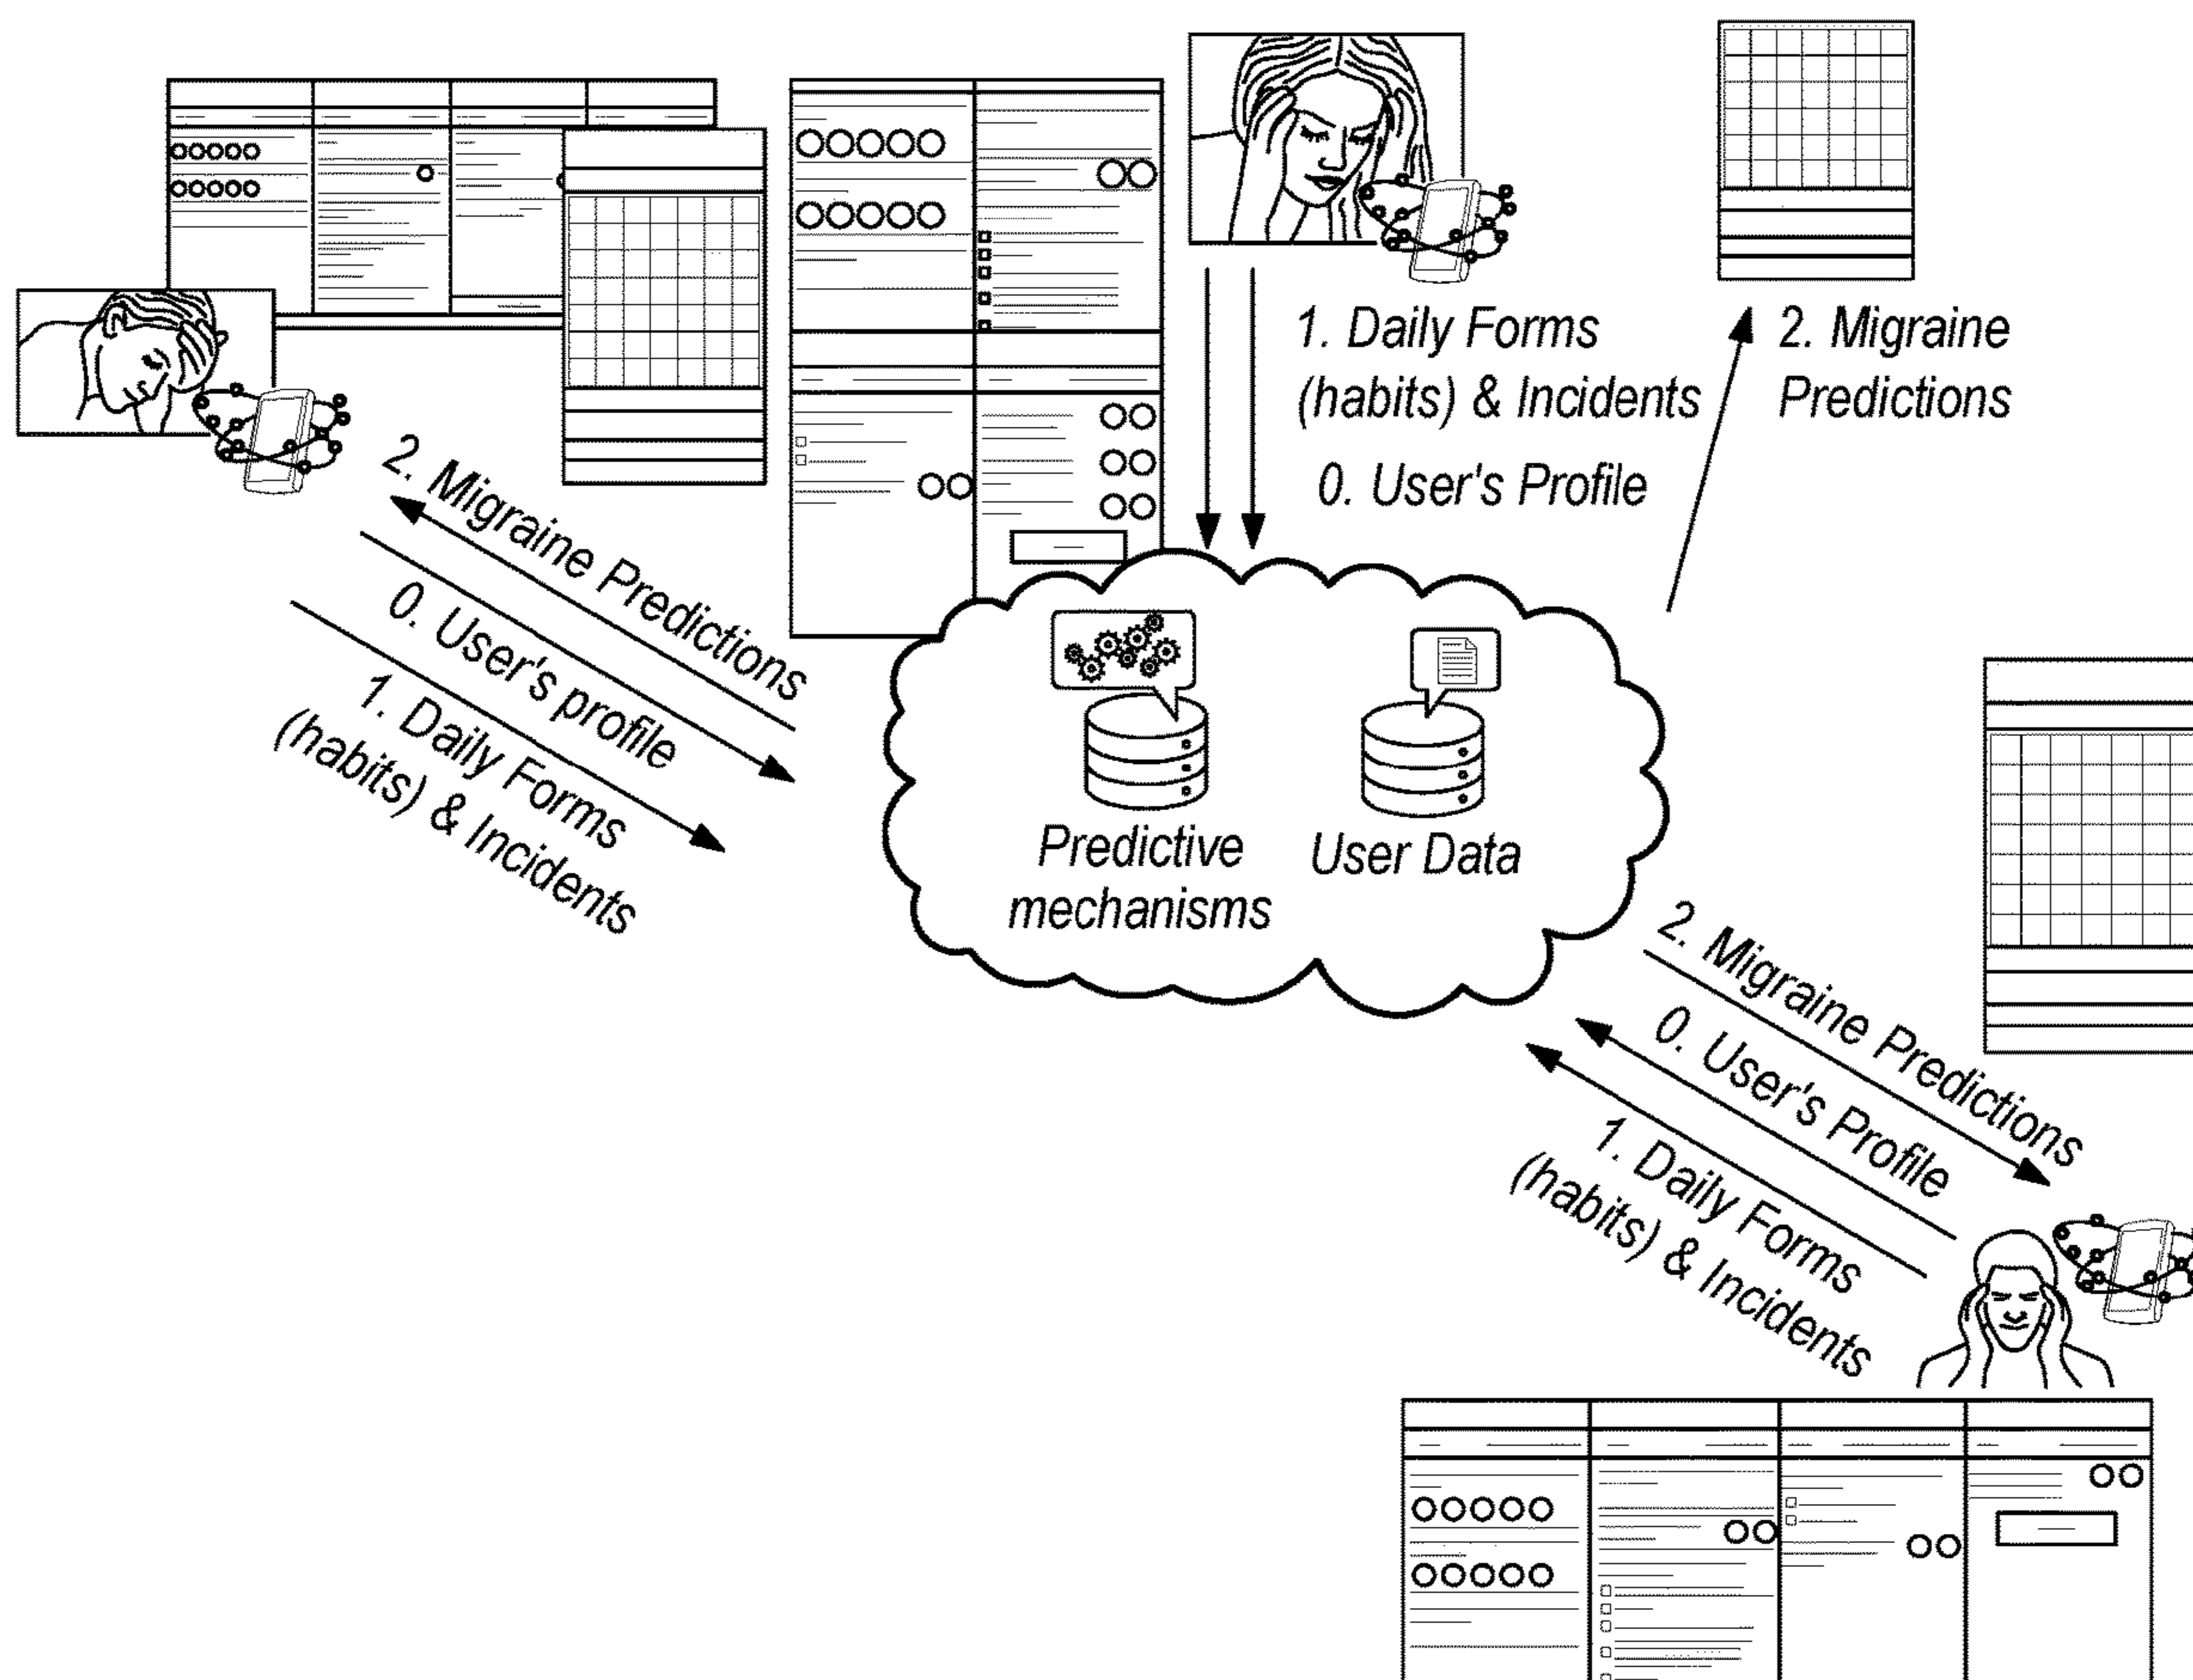 1. Daily Forms
(habits) & Incidents
0. User's Profile
2. Migraine
Predictions
2. Migraine Predictions
0. User's profile
1. Daily Forms
(habits) & Incidents
Predictive
mechanisms
User Data
2. Migraine Predictions
0. User's Profile
1. Daily Forms
(habits) & Incidents